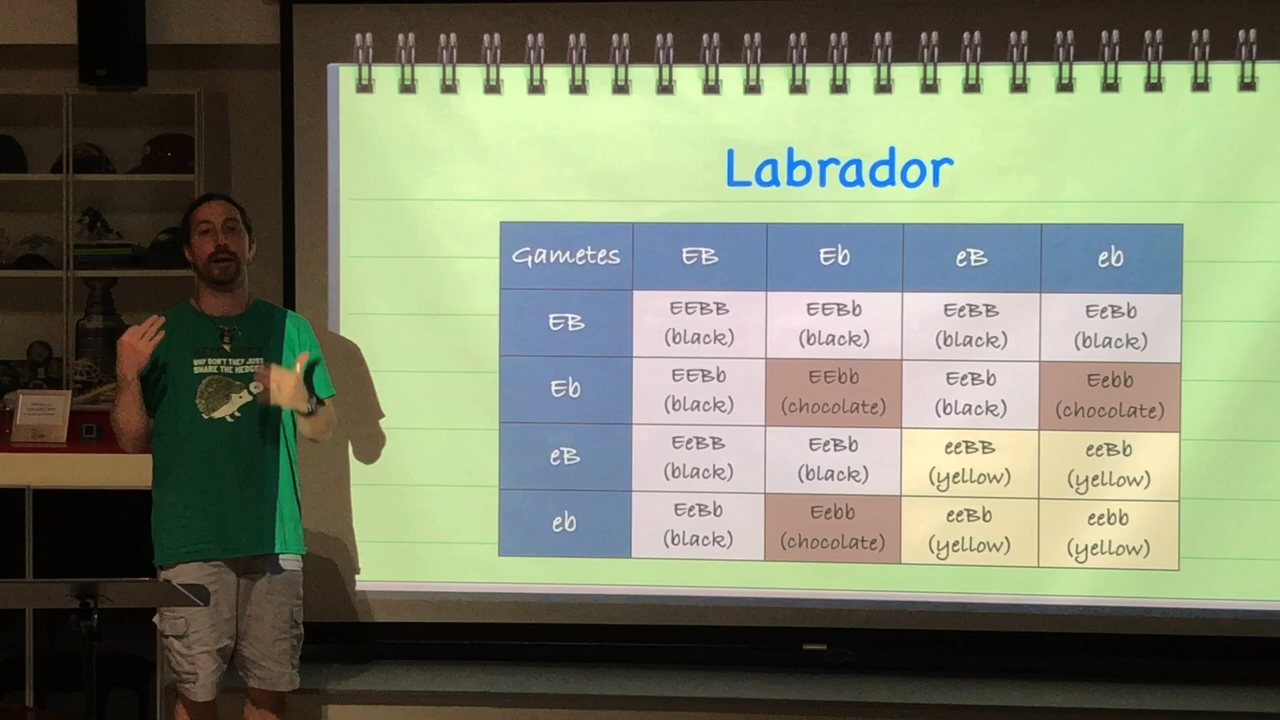 Labrador
Gametes EB Eb eB eb
EB EEBB (black) EEBb (black) EeBB (black) EeBb (black)
Eb EEBb (black) EEbb (chocolate) EeBb (black) Eebb (chocolate)
eB EeBB (black) EeBb (black) eeBB (yellow) eeBb (yellow)
eb EeBb (black) Eebb (chocolate) eeBb (yellow) eebb (yellow)
WHY DON'T THEY JUST
SHARE THE